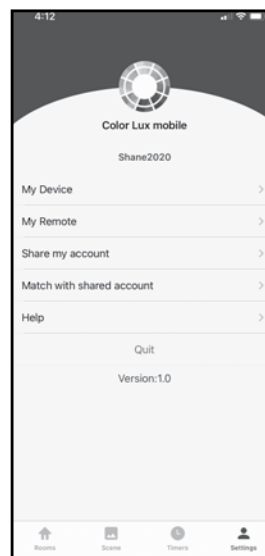 4:12
Color Lux mobile
Shane2020
My Device
My Remote
Share my account
Match with shared account
Help
Quit
Version:1.0
Rooms Scene Timers Settings